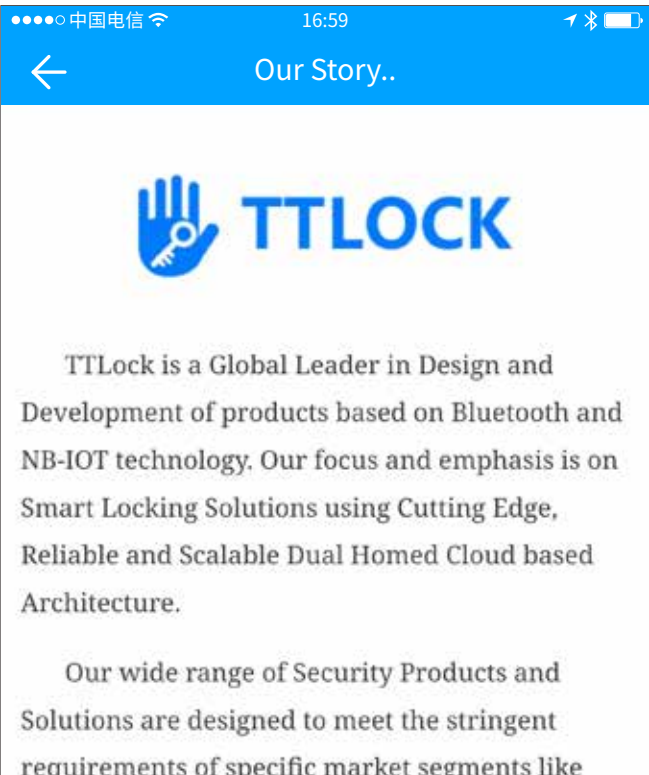 中国电信 16:59
Our Story..
TTLOCK
TTLock is a Global Leader in Design and
Development of products based on Bluetooth and
NB-IOT technology. Our focus and emphasis is on
Smart Locking Solutions using Cutting Edge,
Reliable and Scalable Dual Homed Cloud based
Architecture.
Our wide range of Security Products and
Solutions are designed to meet the stringent
requirements of specific market segments like